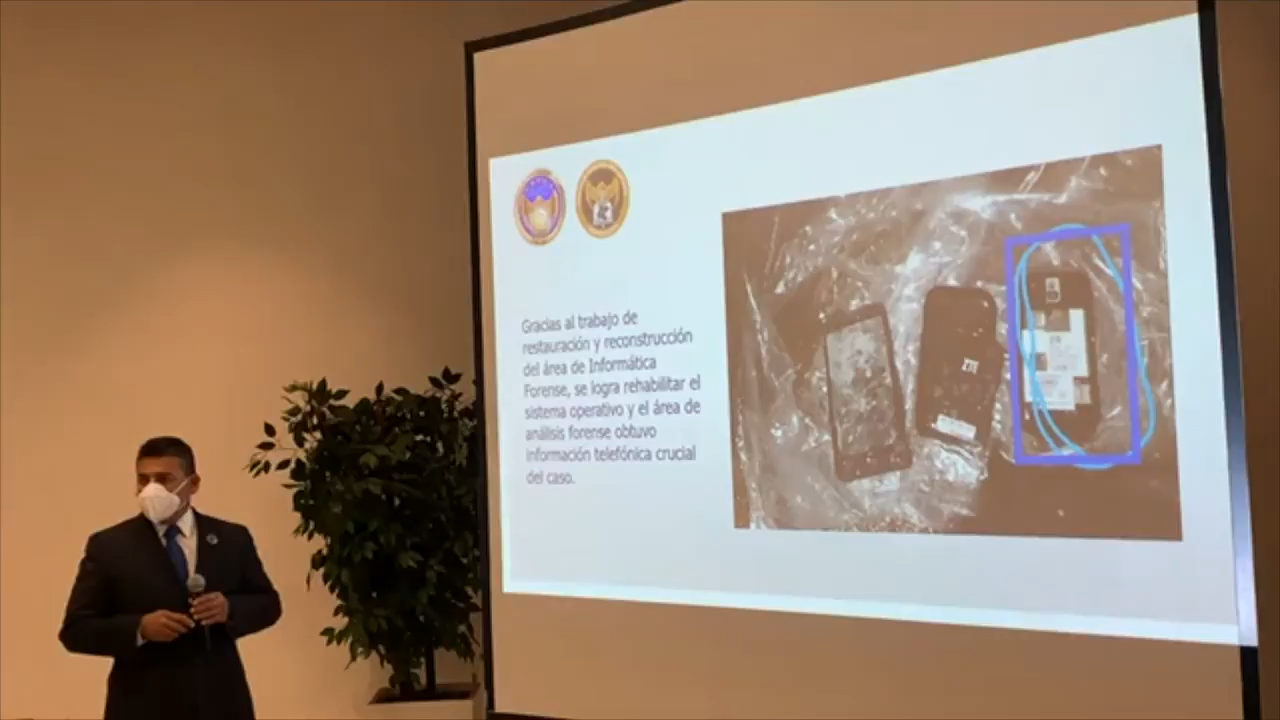 Gracias al trabajo de
restauración y reconstrucción
del área de Informática
Forense, se logra rehabilitar el
sistema operativo y el área de
análisis forense obtuvo
información telefónica crucial
del caso.
ZTE